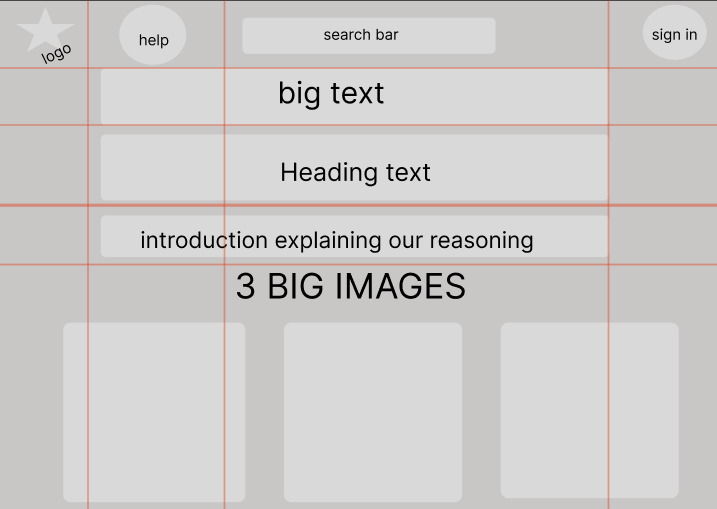 logo
help
search bar
sign in
big text
Heading text
introduction explaining our reasoning
3 BIG IMAGES